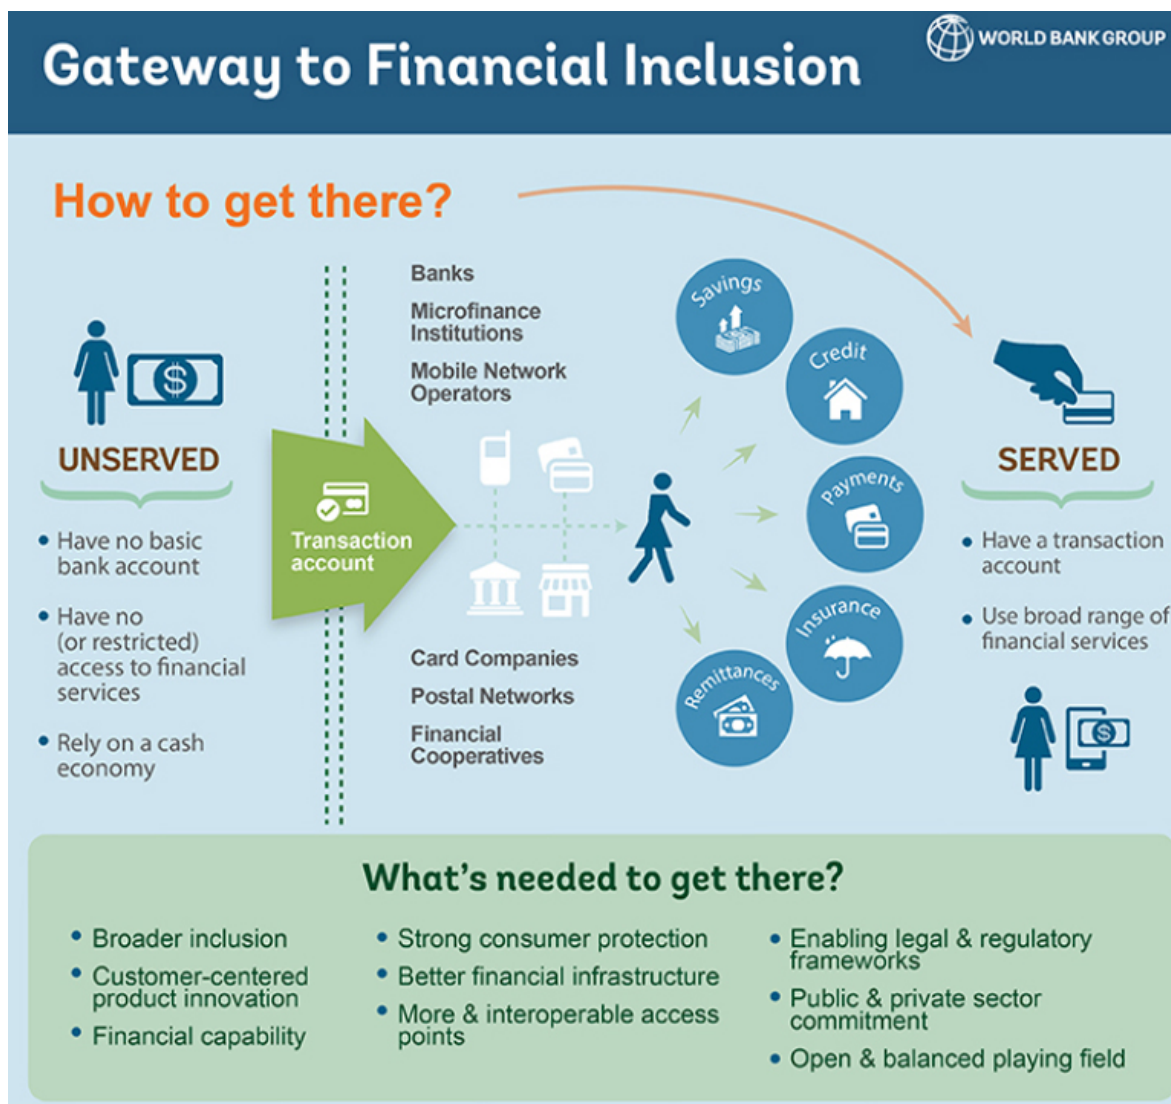 Gateway to Financial Inclusion
WORLD BANK GROUP
How to get there?
UNSERVED
Have no basic
bank account
Have no
(or restricted)
access to financial
services
Rely on a cash
economy
Transaction
account
Banks
Microfinance
Institutions
Mobile Network
Operators
Card Companies
Postal Networks
Financial
Cooperatives
Savings
Credit
Payments
Insurance
Remittances
SERVED
Have a transaction
account
Use broad range of
financial services
What's needed to get there?
Broader inclusion
Customer-centered
product innovation
Financial capability
Strong consumer protection
Better financial infrastructure
More & interoperable access
points
Enabling legal & regulatory
frameworks
Public & private sector
commitment
Open & balanced playing field